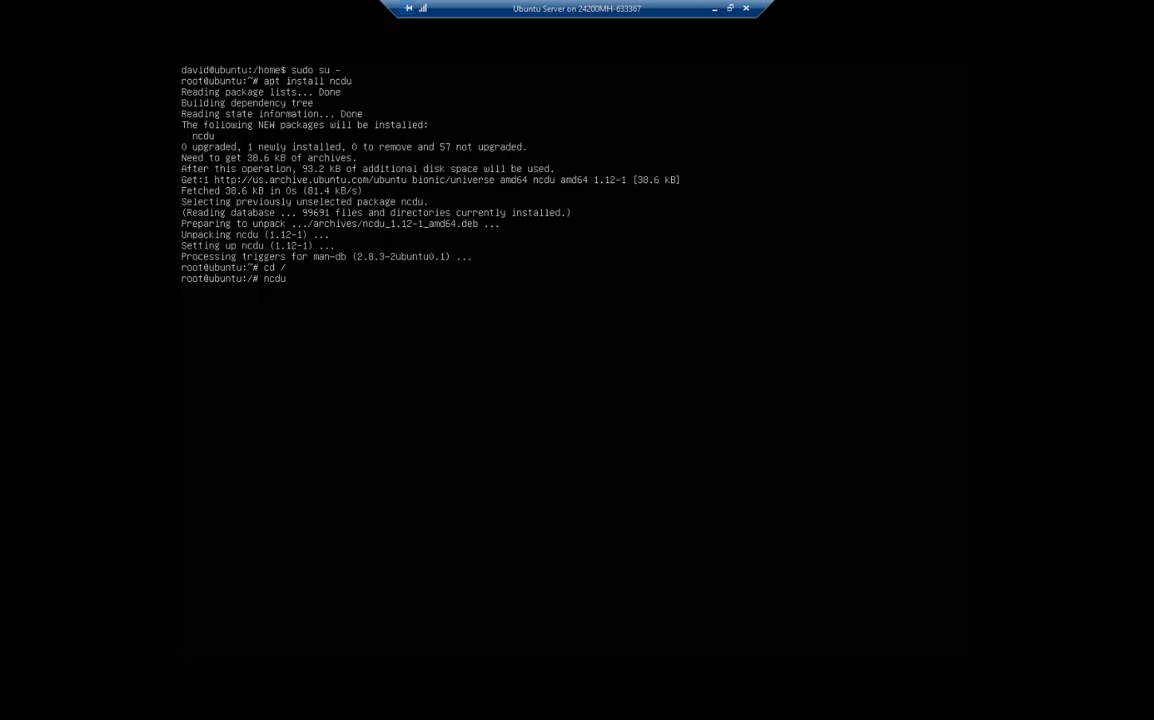 Ubuntu Server on 24200MH-633367
david@ubuntu:/home$ sudo su -
root@ubuntu:~# apt install ncdu
Reading package lists... Done
Building dependency tree
Reading state information... Done
The following NEW packages will be installed:
  ncdu
0 upgraded, 1 newly installed, 0 to remove and 57 not upgraded.
Need to get 38.6 kB of archives.
After this operation, 93.2 kB of additional disk space will be used.
Get:1 http://us.archive.ubuntu.com/ubuntu bionic/universe amd64 ncdu amd64 1.12-1 [38.6 kB]
Fetched 38.6 kB in 0s (81.4 kB/s)
Selecting previously unselected package ncdu.
(Reading database ... 99691 files and directories currently installed.)
Preparing to unpack .../archives/ncdu_1.12-1_amd64.deb ...
Unpacking ncdu (1.12-1) ...
Setting up ncdu (1.12-1) ...
Processing triggers for man-db (2.8.3-2ubuntu0.1) ...
root@ubuntu:~# cd /
root@ubuntu:/# ncdu